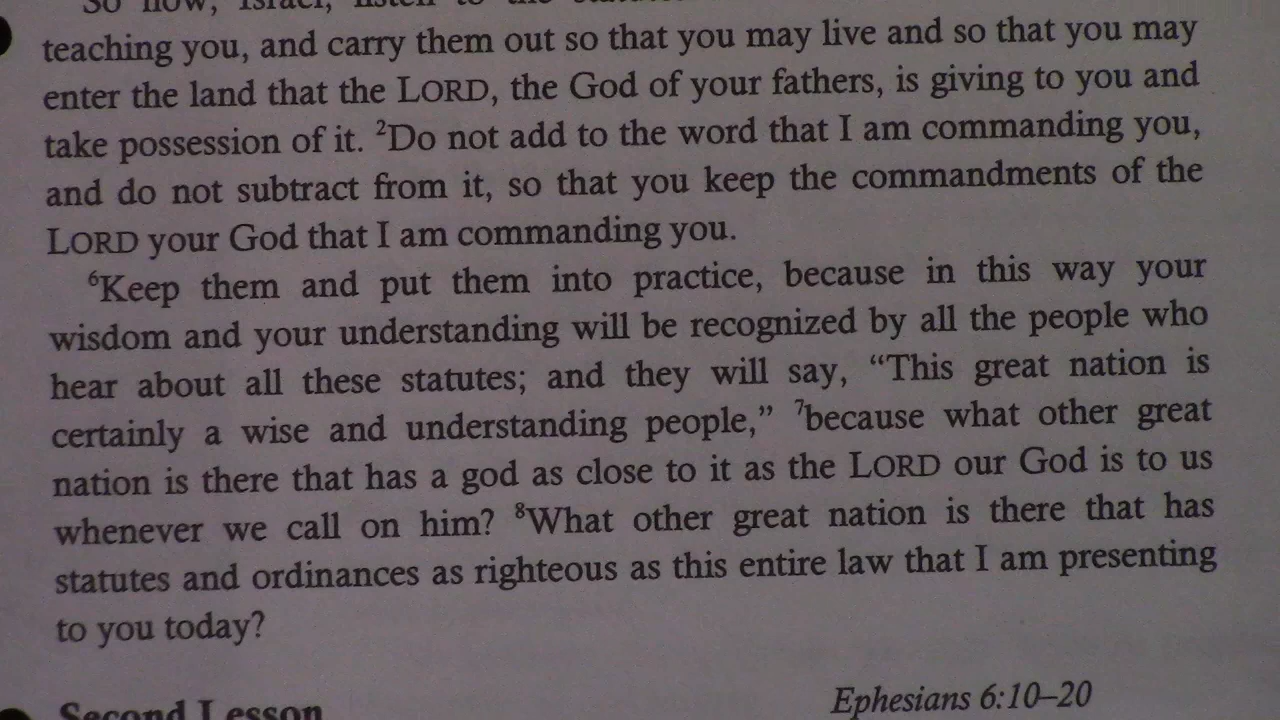 So now, Israel, listen to the
teaching you, and carry them out so that you may live and so that you may
enter the land that the LORD, the God of your fathers, is giving to you and
take possession of it. ²Do not add to the word that I am commanding you,
and do not subtract from it, so that you keep the commandments of the
LORD your God that I am commanding you.
⁶Keep them and put them into practice, because in this way your
wisdom and your understanding will be recognized by all the people who
hear about all these statutes; and they will say, “This great nation is
certainly a wise and understanding people,” ⁷because what other great
nation is there that has a god as close to it as the LORD our God is to us
whenever we call on him? ⁸What other great nation is there that has
statutes and ordinances as righteous as this entire law that I am presenting
to you today?
Second Lesson
Ephesians 6:10–20